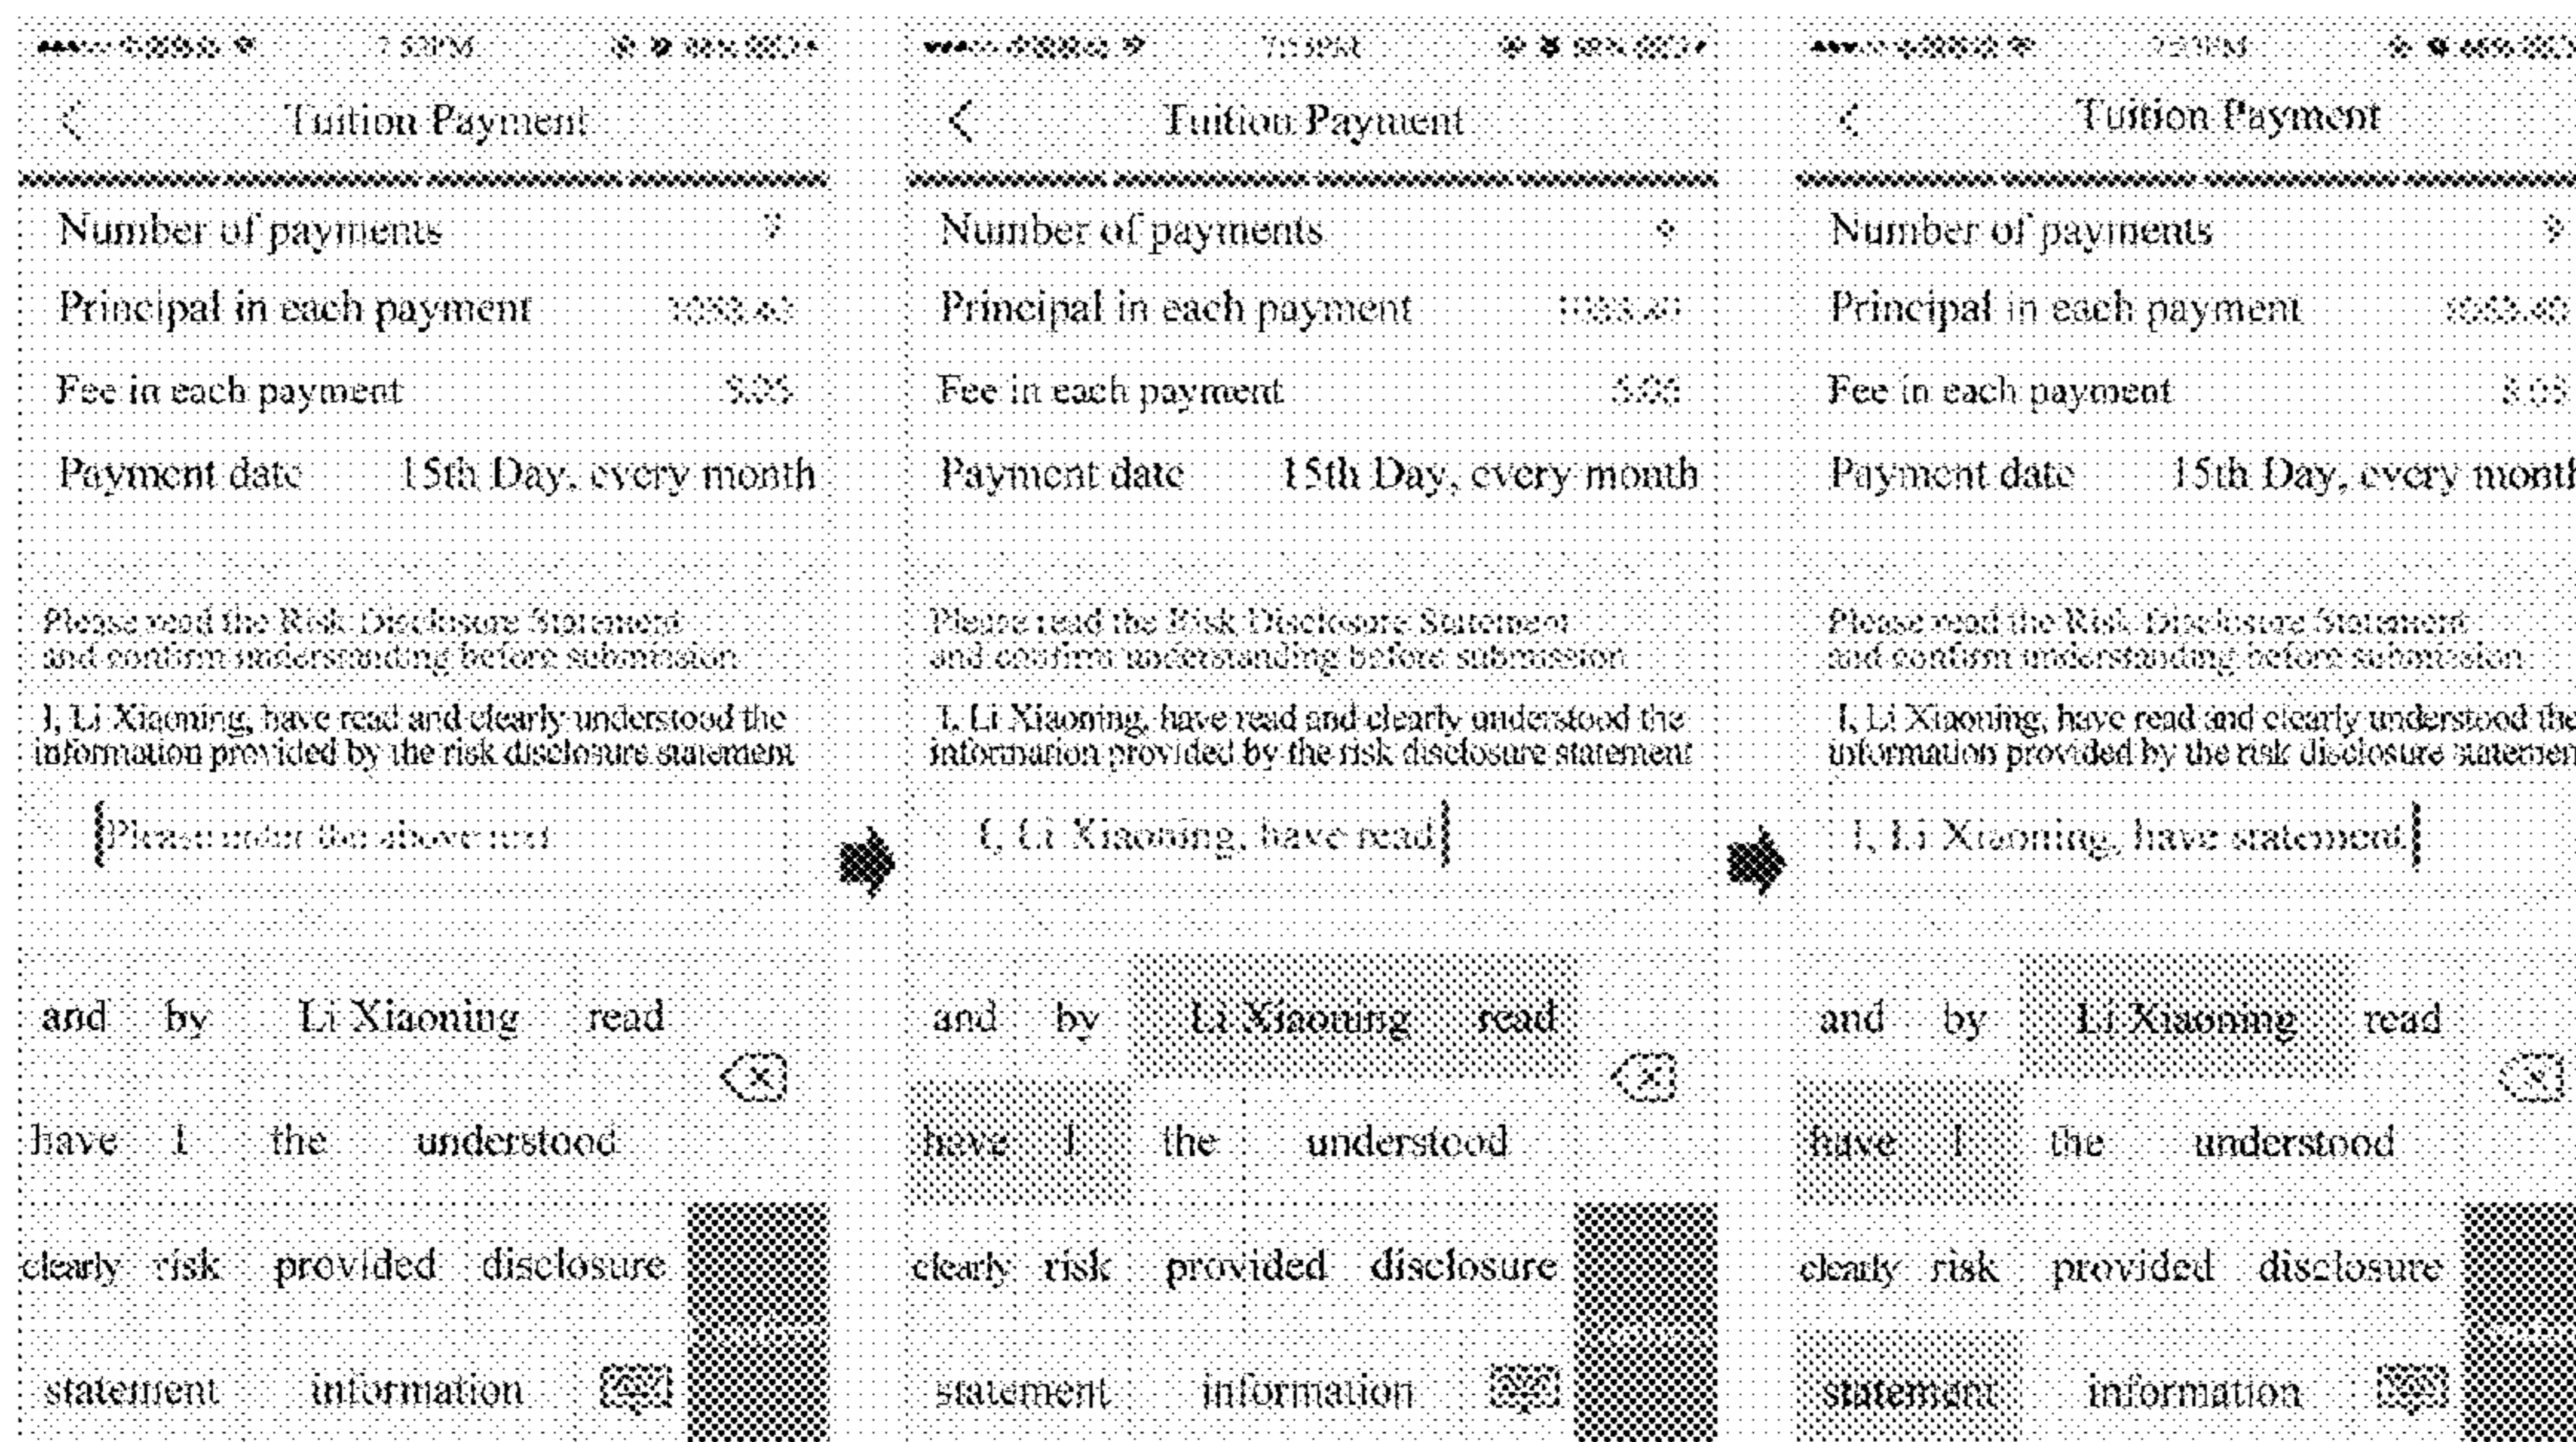 Tuition Payment
Number of payments
Principal in each payment
Fee in each payment
Payment date 15th Day, every month
Please read the Risk Disclosure Statement
and confirm understanding before submission
I, Li Xiaoning, have read and clearly understood the
information provided by the risk disclosure statement
Please enter the above text
and by Li Xiaoning read
have I the understood
clearly risk provided disclosure
statement information
Tuition Payment
Number of payments
Principal in each payment
Fee in each payment
Payment date 15th Day, every month
Please read the Risk Disclosure Statement
and confirm understanding before submission
I, Li Xiaoning, have read and clearly understood the
information provided by the risk disclosure statement
I, Li Xiaoning, have read
and by Li Xiaoning read
have I the understood
clearly risk provided disclosure
statement information
Tuition Payment
Number of payments
Principal in each payment
Fee in each payment
Payment date 15th Day, every month
Please read the Risk Disclosure Statement
and confirm understanding before submission
I, Li Xiaoning, have read and clearly understood the
information provided by the risk disclosure statemen
I, Li Xiaoning, have statement
and by Li Xiaoning read
have I the understood
clearly risk provided disclosure
statement information